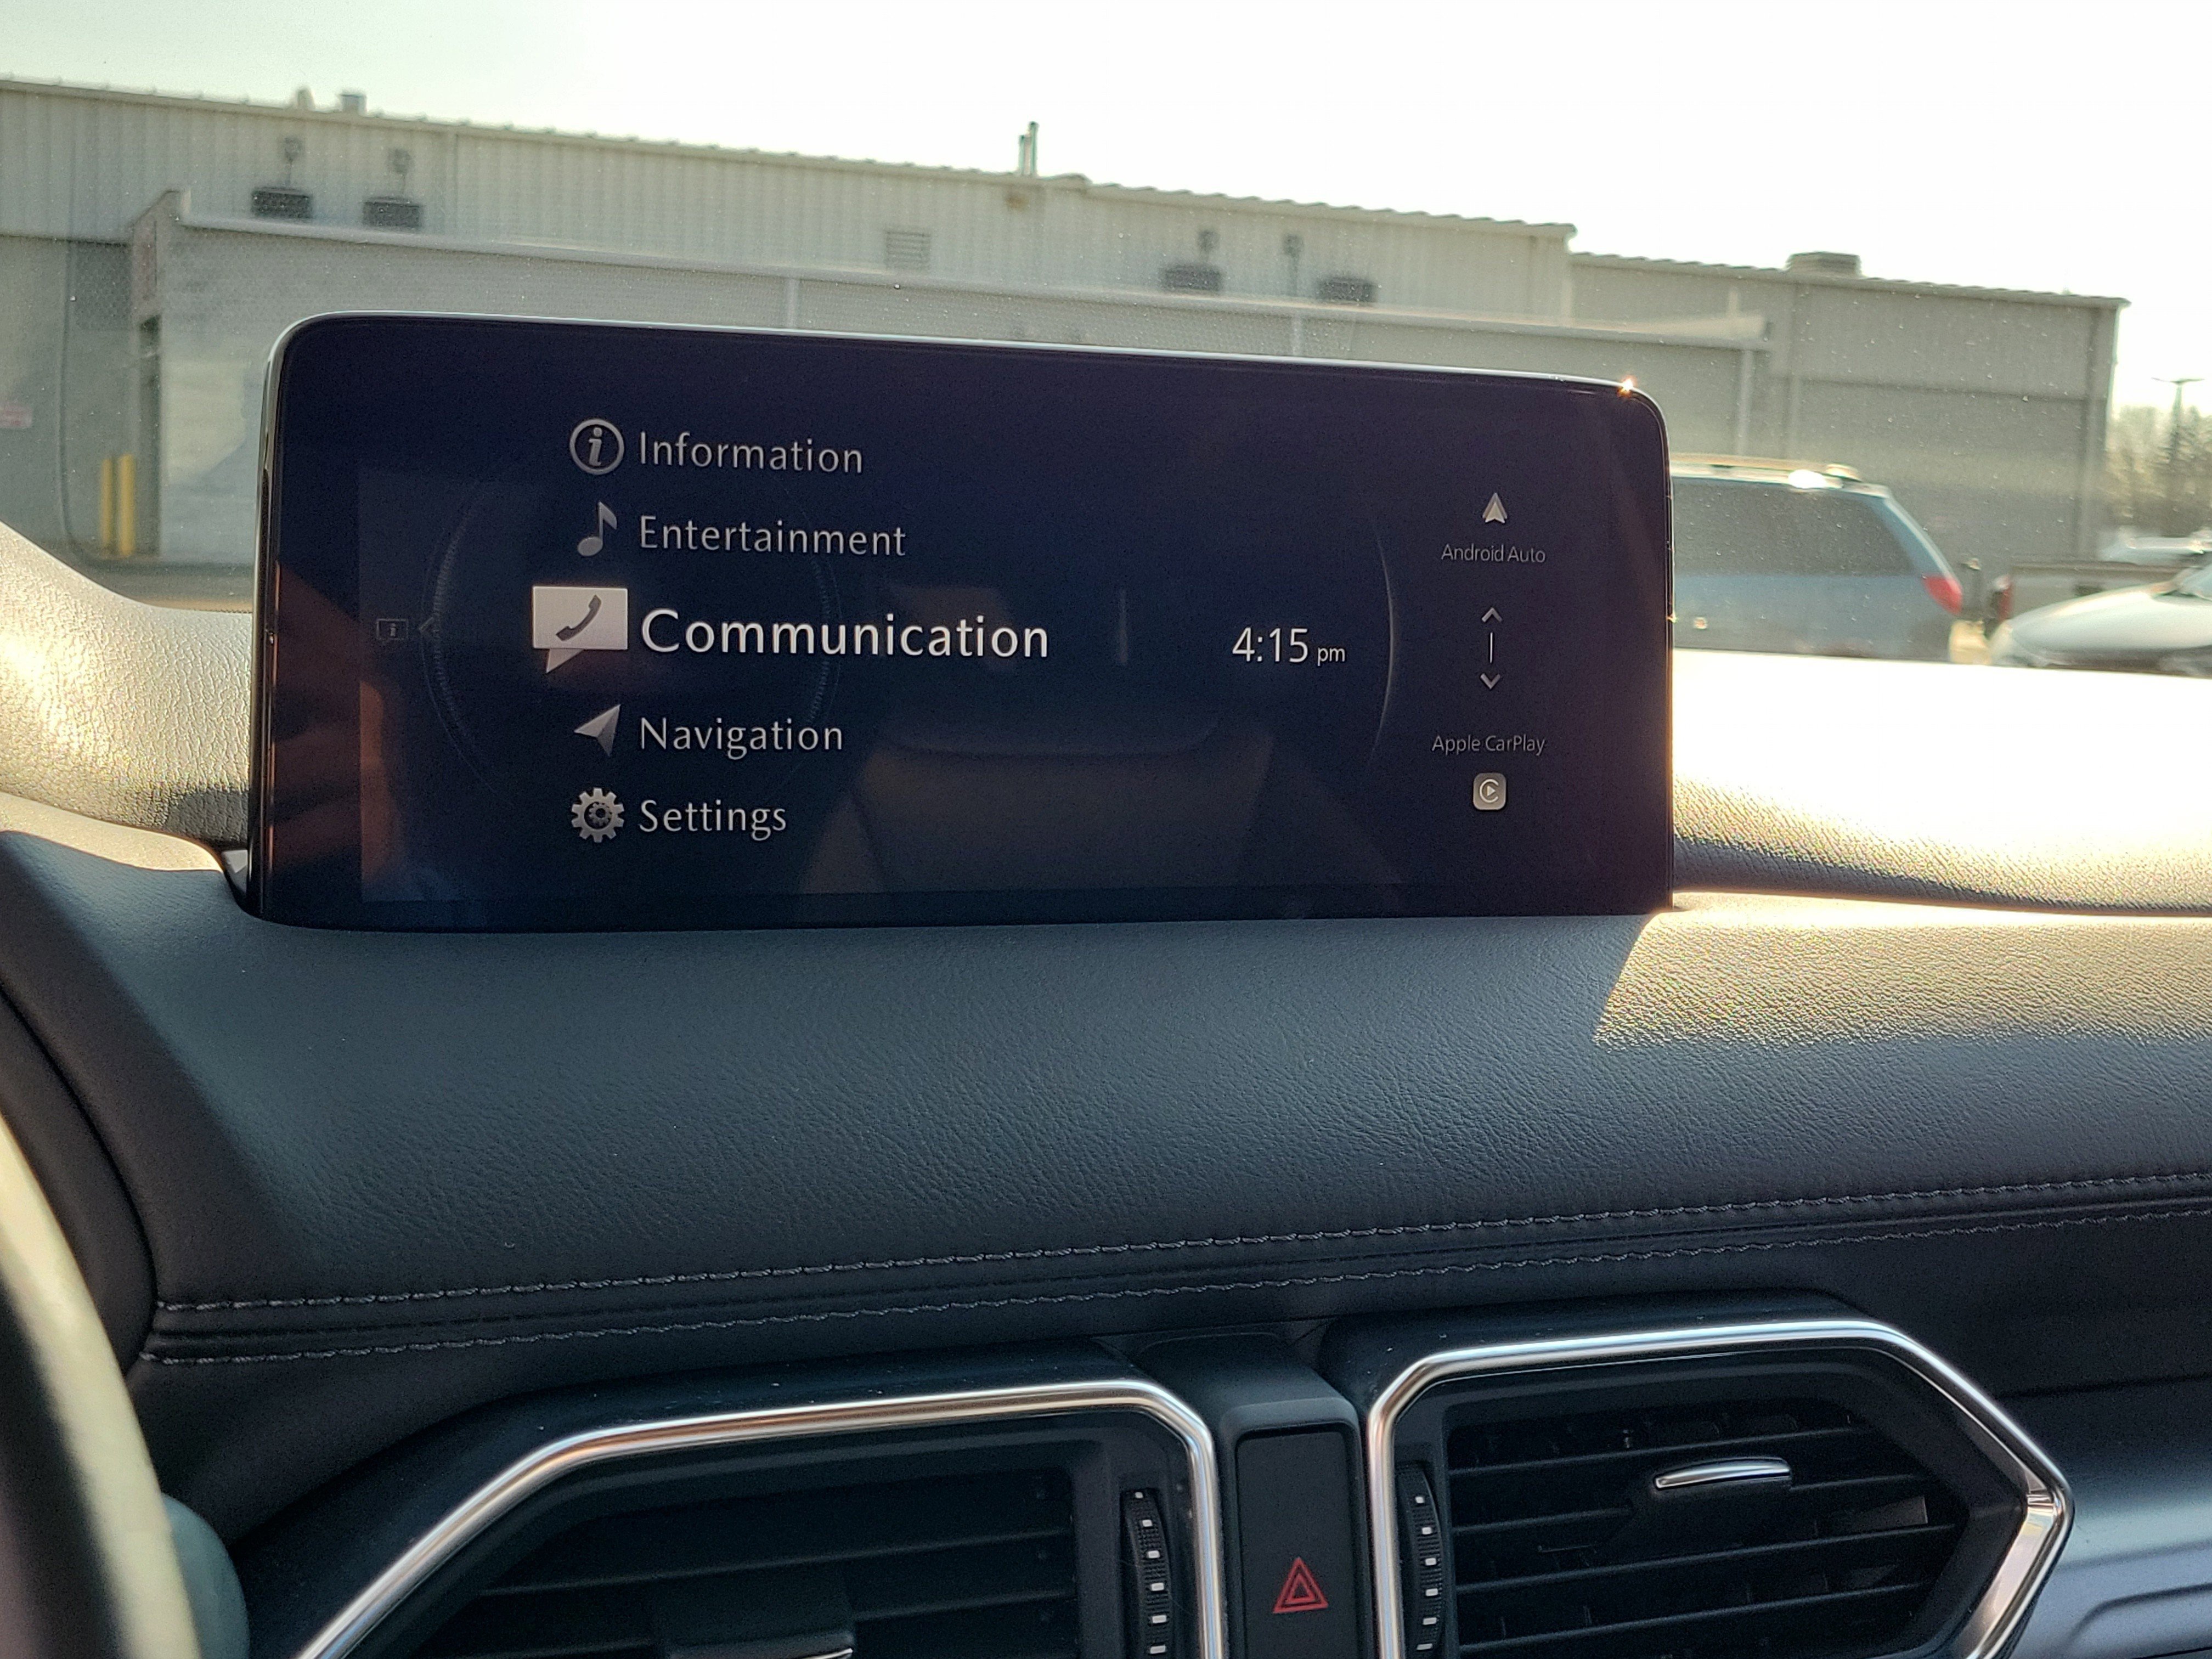 Information
Entertainment
Communication
Navigation
Settings
4:15 pm
Android Auto
Apple CarPlay